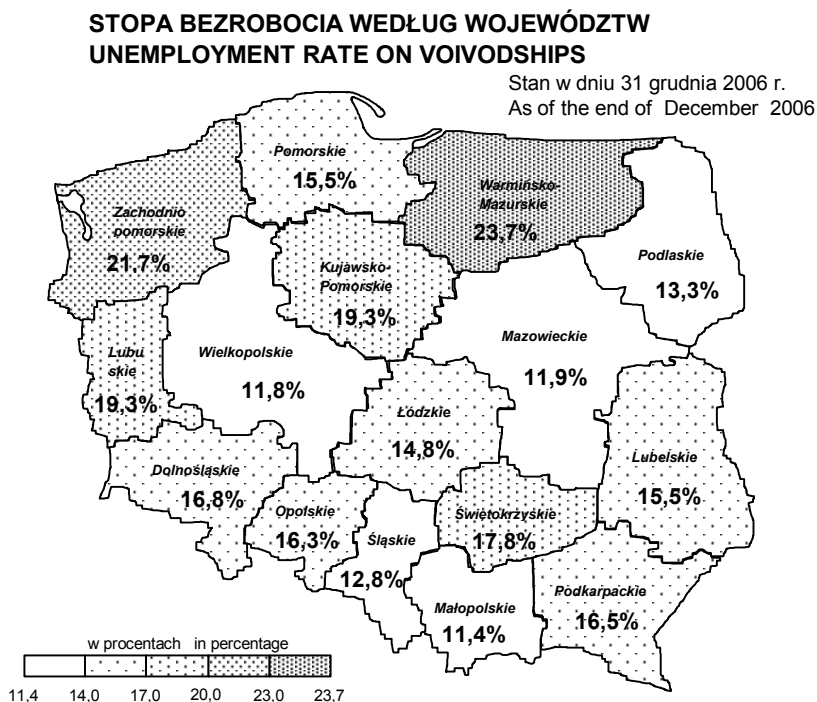 STOPA BEZROBOCIA WEDŁUG WOJEWÓDZTW
UNEMPLOYMENT RATE ON VOIVODSHIPS
Stan w dniu 31 grudnia 2006 r.
As of the end of December 2006
Pomorskie
15,5%
Warmińsko-
Mazurskie
23,7%
Zachodnio
pomorskie
21,7%
Podlaskie
13,3%
Kujawsko-
Pomorskie
19,3%
Mazowieckie
11,9%
Lubu
skie
19,3%
Wielkopolskie
11,8%
Łódzkie
14,8%
Lubelskie
15,5%
Dolnośląskie
16,8%
Opolskie
16,3%
Śląskie
12,8%
Świętokrzyskie
17,8%
Małopolskie
11,4%
Podkarpackie
16,5%
w procentach in percentage
11,4 14,0 17,0 20,0 23,0 23,7